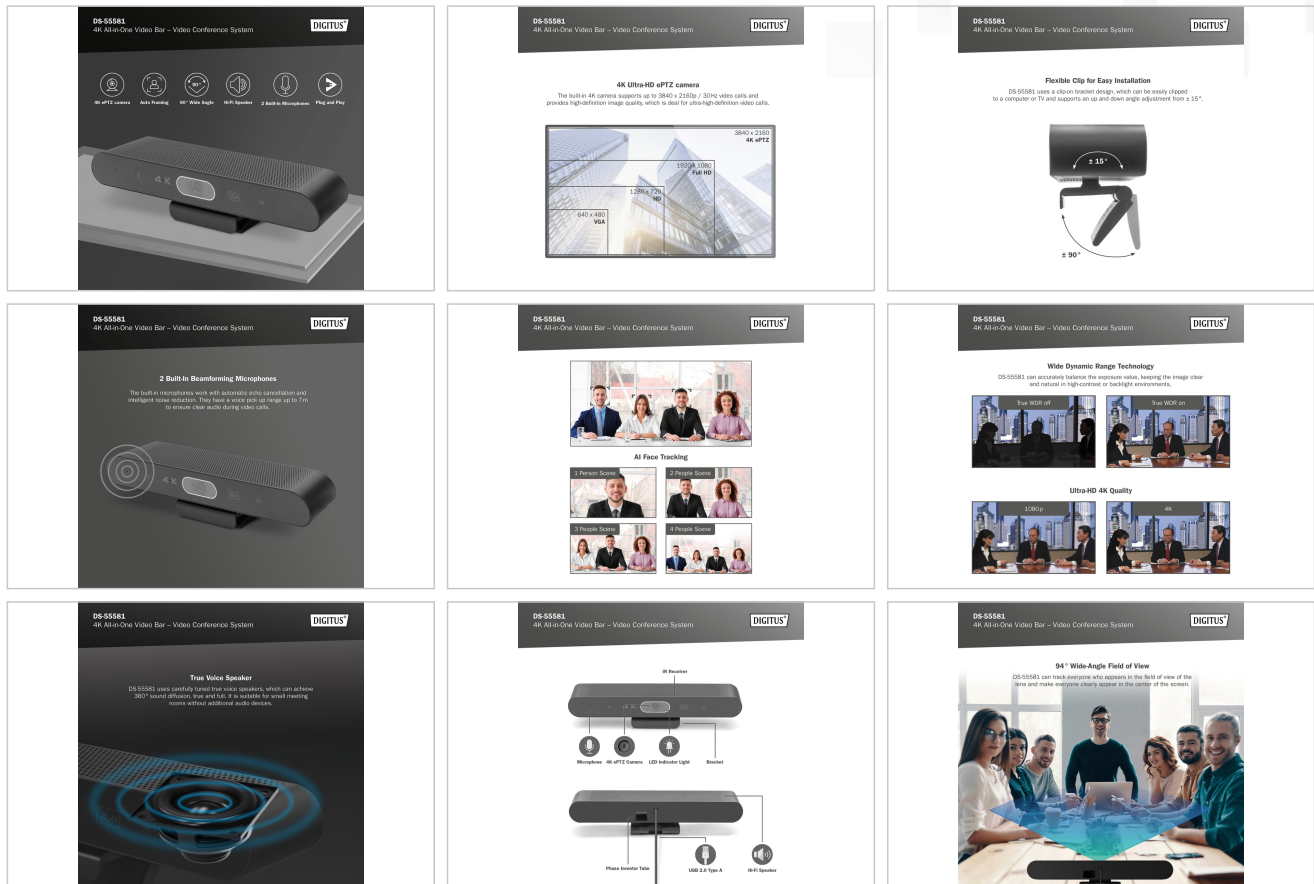 DS-55581
4K All-in-One Video Bar – Video Conference System
DIGITUS®
4K ePTZ camera
Auto Framing
90° Wide Angle
Hi-Fi Speaker
2 Built-in Microphones
Plug and Play
90°
4K
DS-55581
4K All-in-One Video Bar – Video Conference System
DIGITUS®
4K Ultra-HD ePTZ camera
The built-in 4K camera supports up to 3840 x 2160p / 30 Hz video calls and
provides high-definition image quality, which is deal for ultra-high-definition video calls.
3840 x 2160
4K ePTZ
1920 x 1080
Full HD
1280 x 720
HD
640 x 480
VGA
DS-55581
4K All-in-One Video Bar – Video Conference System
DIGITUS®
Flexible Clip for Easy Installation
DS-55581 uses a clip-on bracket design, which can be easily clipped
to a computer or TV and supports an up and down angle adjustment from ± 15°.
± 15°
± 90°
DS-55581
4K All-in-One Video Bar – Video Conference System
DIGITUS®
2 Built-In Beamforming Microphones
The built-in microphones work with automatic echo cancellation and
intelligent noise reduction. They have a voice pick up range up to 7 m
to ensure clear audio during video calls.
4K
DS-55581
4K All-in-One Video Bar – Video Conference System
DIGITUS®
AI Face Tracking
1 Person Scene
2 People Scene
3 People Scene
4 People Scene
DS-55581
4K All-in-One Video Bar – Video Conference System
DIGITUS®
Wide Dynamic Range Technology
DS-55581 can accurately balance the exposure value, keeping the image clear
and natural in high-contrast or backlight environments.
True WDR off
True WDR on
Ultra-HD 4K Quality
1080p
4K
DS-55581
4K All-in-One Video Bar – Video Conference System
DIGITUS®
True Voice Speaker
DS-55581 uses carefully tuned true voice speakers, which can achieve
360° sound diffusion, true and full. It is suitable for small meeting
rooms without additional audio devices.
DS-55581
4K All-in-One Video Bar – Video Conference System
DIGITUS®
IR Receiver
Microphone
4K ePTZ Camera
LED Indicator Light
Bracket
Phase Invertor Tube
USB 2.0 Type A
Hi-Fi Speaker
DS-55581
4K All-in-One Video Bar – Video Conference System
DIGITUS®
94° Wide-Angle Field of View
DS-55581 can track everyone who appears in the field of view of the
lens and make everyone clearly appear in the center of the screen.